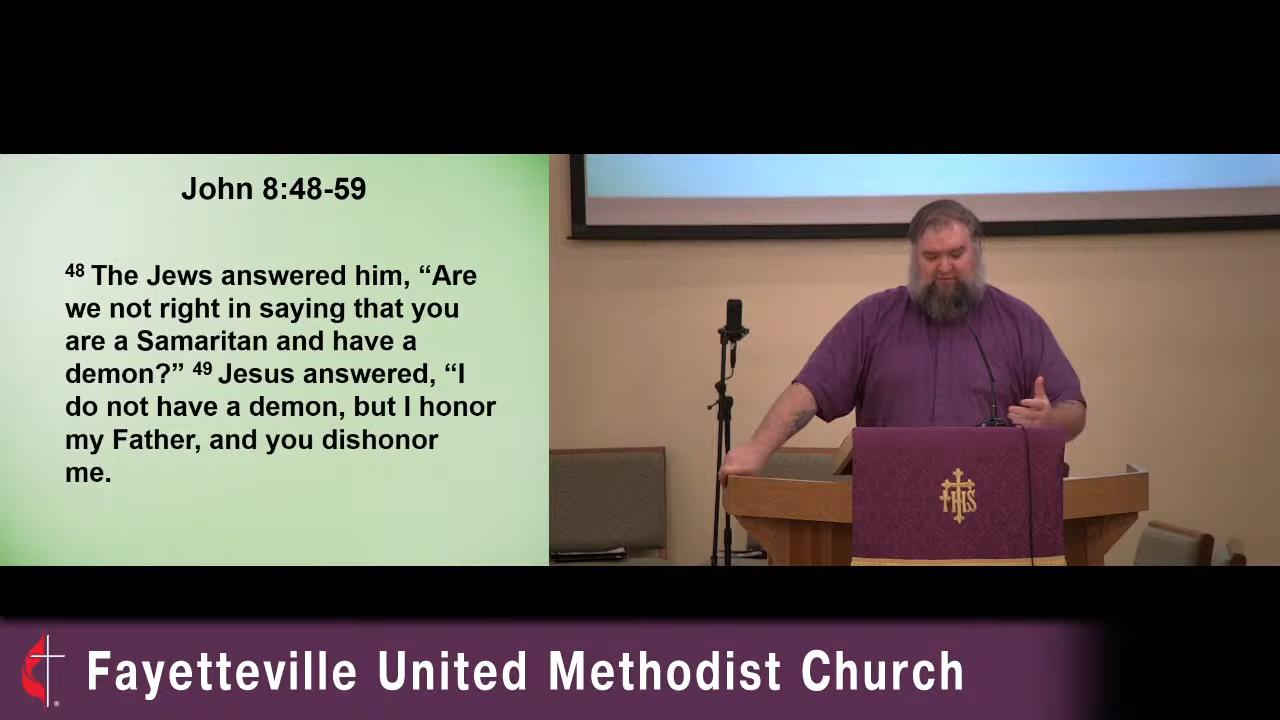 John 8:48-59
48 The Jews answered him, “Are
we not right in saying that you
are a Samaritan and have a
demon?” 49 Jesus answered, “I
do not have a demon, but I honor
my Father, and you dishonor
me.
IHS
Fayetteville United Methodist Church
®